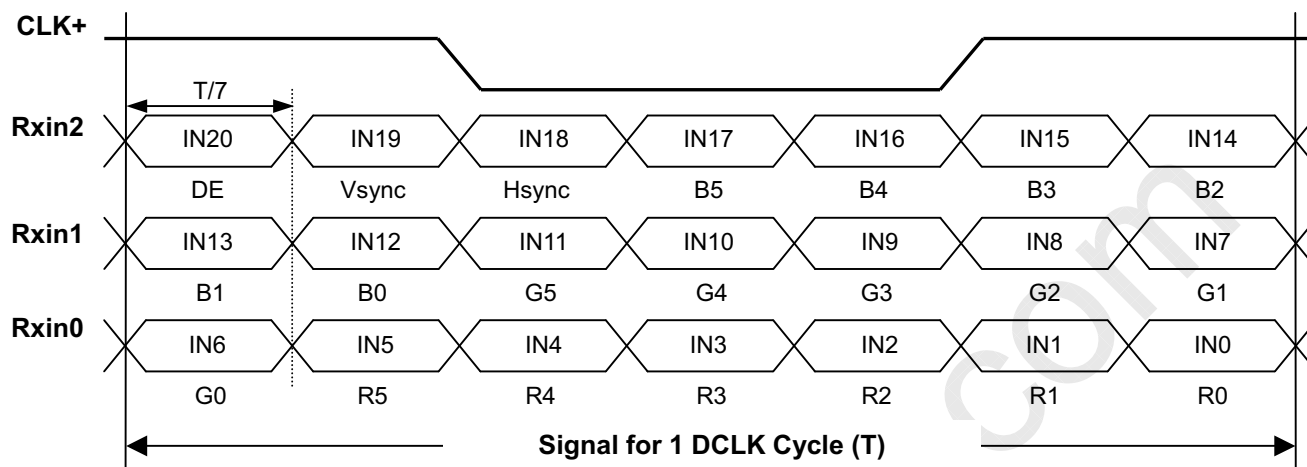 CLK+
T/7
Rxin2 IN20 IN19 IN18 IN17 IN16 IN15 IN14
DE Vsync Hsync B5 B4 B3 B2
Rxin1 IN13 IN12 IN11 IN10 IN9 IN8 IN7
B1 B0 G5 G4 G3 G2 G1
Rxin0 IN6 IN5 IN4 IN3 IN2 IN1 IN0
G0 R5 R4 R3 R2 R1 R0
Signal for 1 DCLK Cycle (T)
com